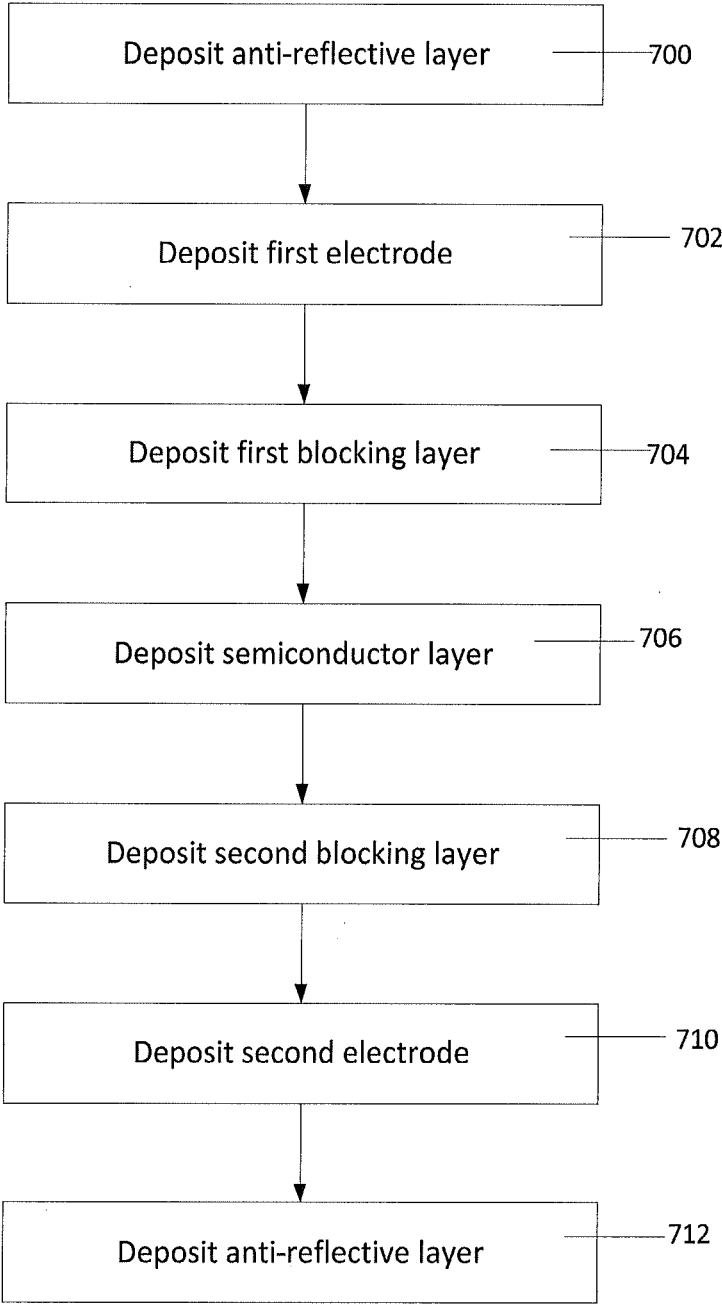 Deposit anti-reflective layer 700
Deposit first electrode 702
Deposit first blocking layer 704
Deposit semiconductor layer 706
Deposit second blocking layer 708
Deposit second electrode 710
Deposit anti-reflective layer 712